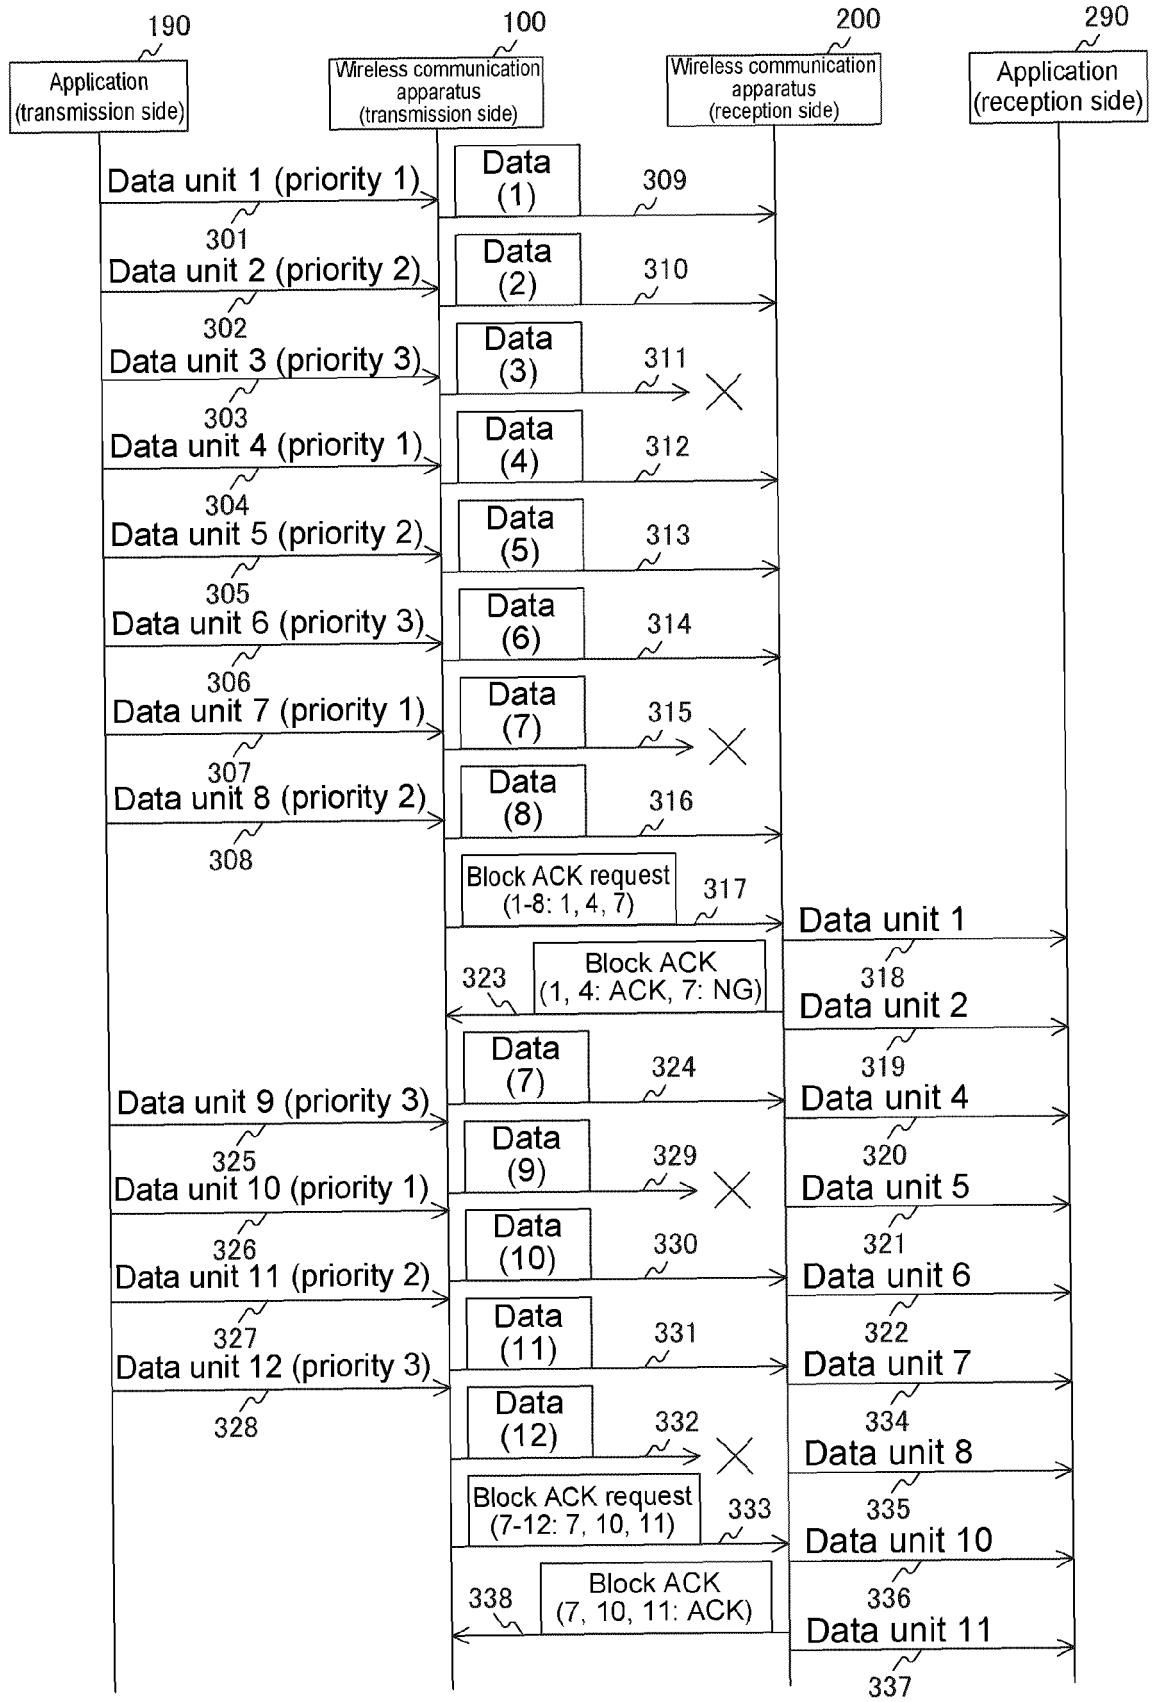 190
100
200
290
Application
(transmission side)
Wireless communication
apparatus
(transmission side)
Wireless communication
apparatus
(reception side)
Application
(reception side)
Data unit 1 (priority 1)
301
Data
(1)
309
Data unit 2 (priority 2)
302
Data
(2)
310
Data unit 3 (priority 3)
303
Data
(3)
311
Data unit 4 (priority 1)
304
Data
(4)
312
Data unit 5 (priority 2)
305
Data
(5)
313
Data unit 6 (priority 3)
306
Data
(6)
314
Data unit 7 (priority 1)
307
Data
(7)
315
Data unit 8 (priority 2)
308
Data
(8)
316
Block ACK request
(1-8: 1, 4, 7)
317
Data unit 1
318
Block ACK
(1, 4: ACK, 7: NG)
323
Data unit 2
319
Data
(7)
324
Data unit 4
320
Data unit 9 (priority 3)
325
Data
(9)
329
Data unit 5
321
Data unit 10 (priority 1)
326
Data
(10)
330
Data unit 6
322
Data unit 11 (priority 2)
327
Data
(11)
331
Data unit 7
334
Data unit 12 (priority 3)
328
Data
(12)
332
Data unit 8
335
Block ACK request
(7-12: 7, 10, 11)
333
Data unit 10
336
Block ACK
(7, 10, 11: ACK)
338
Data unit 11
337